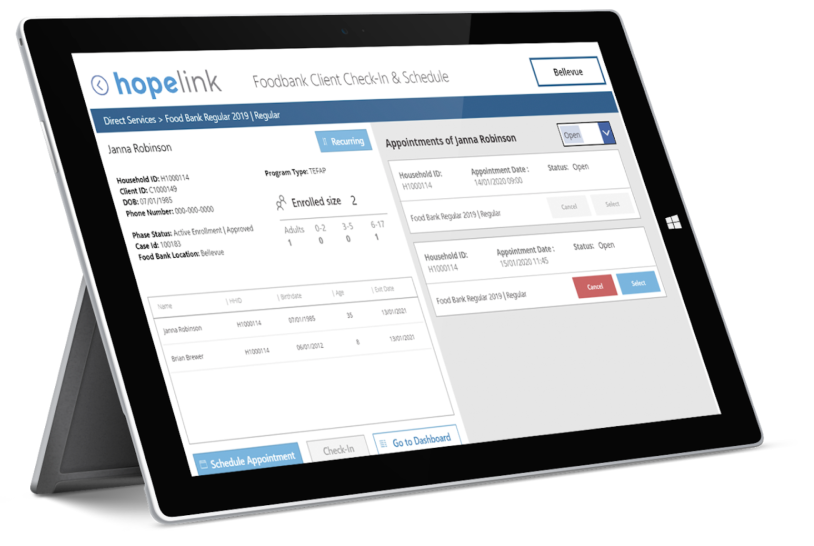 hopelink
Foodbank Client Check-In & Schedule
Bellevue
Direct Services > Food Bank Regular 2019 | Regular
Janna Robinson
Recurring
Household ID: H1000114
Client ID: C1000149
DOB: 07/01/1985
Phone Number: 000-000-0000
Phase Status: Active Enrollment | Approved
Case Id: 100183
Food Bank Location: Bellevue
Program Type: TEFAP
Enrolled size 2
Adults 0-2 3-5 6-17
1 0 0 1
Name | HHID | Birthdate | Age | Exit Date
Janna Robinson H1000114 07/01/1985 35 13/01/2021
Brian Brewer H1000114 06/01/2012 8 13/01/2021
Schedule Appointment
Check-In
Go to Dashboard
Appointments of Janna Robinson
Open
Household ID: Appointment Date : Status: Open
H1000114 14/01/2020 09:00
Food Bank Regular 2019 | Regular Cancel Select
Household ID: Appointment Date : Status: Open
H1000114 15/01/2020 11:45
Food Bank Regular 2019 | Regular Cancel Select